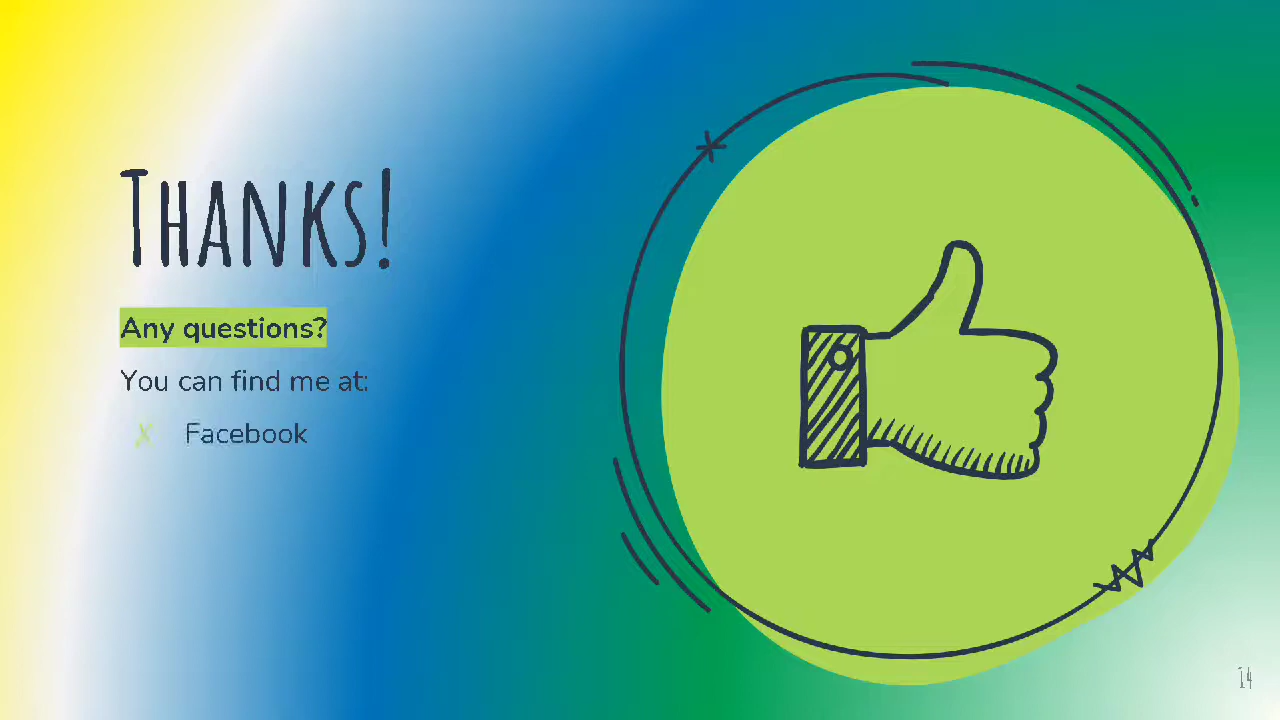 Thanks!
Any questions?
You can find me at:
✗ Facebook
14